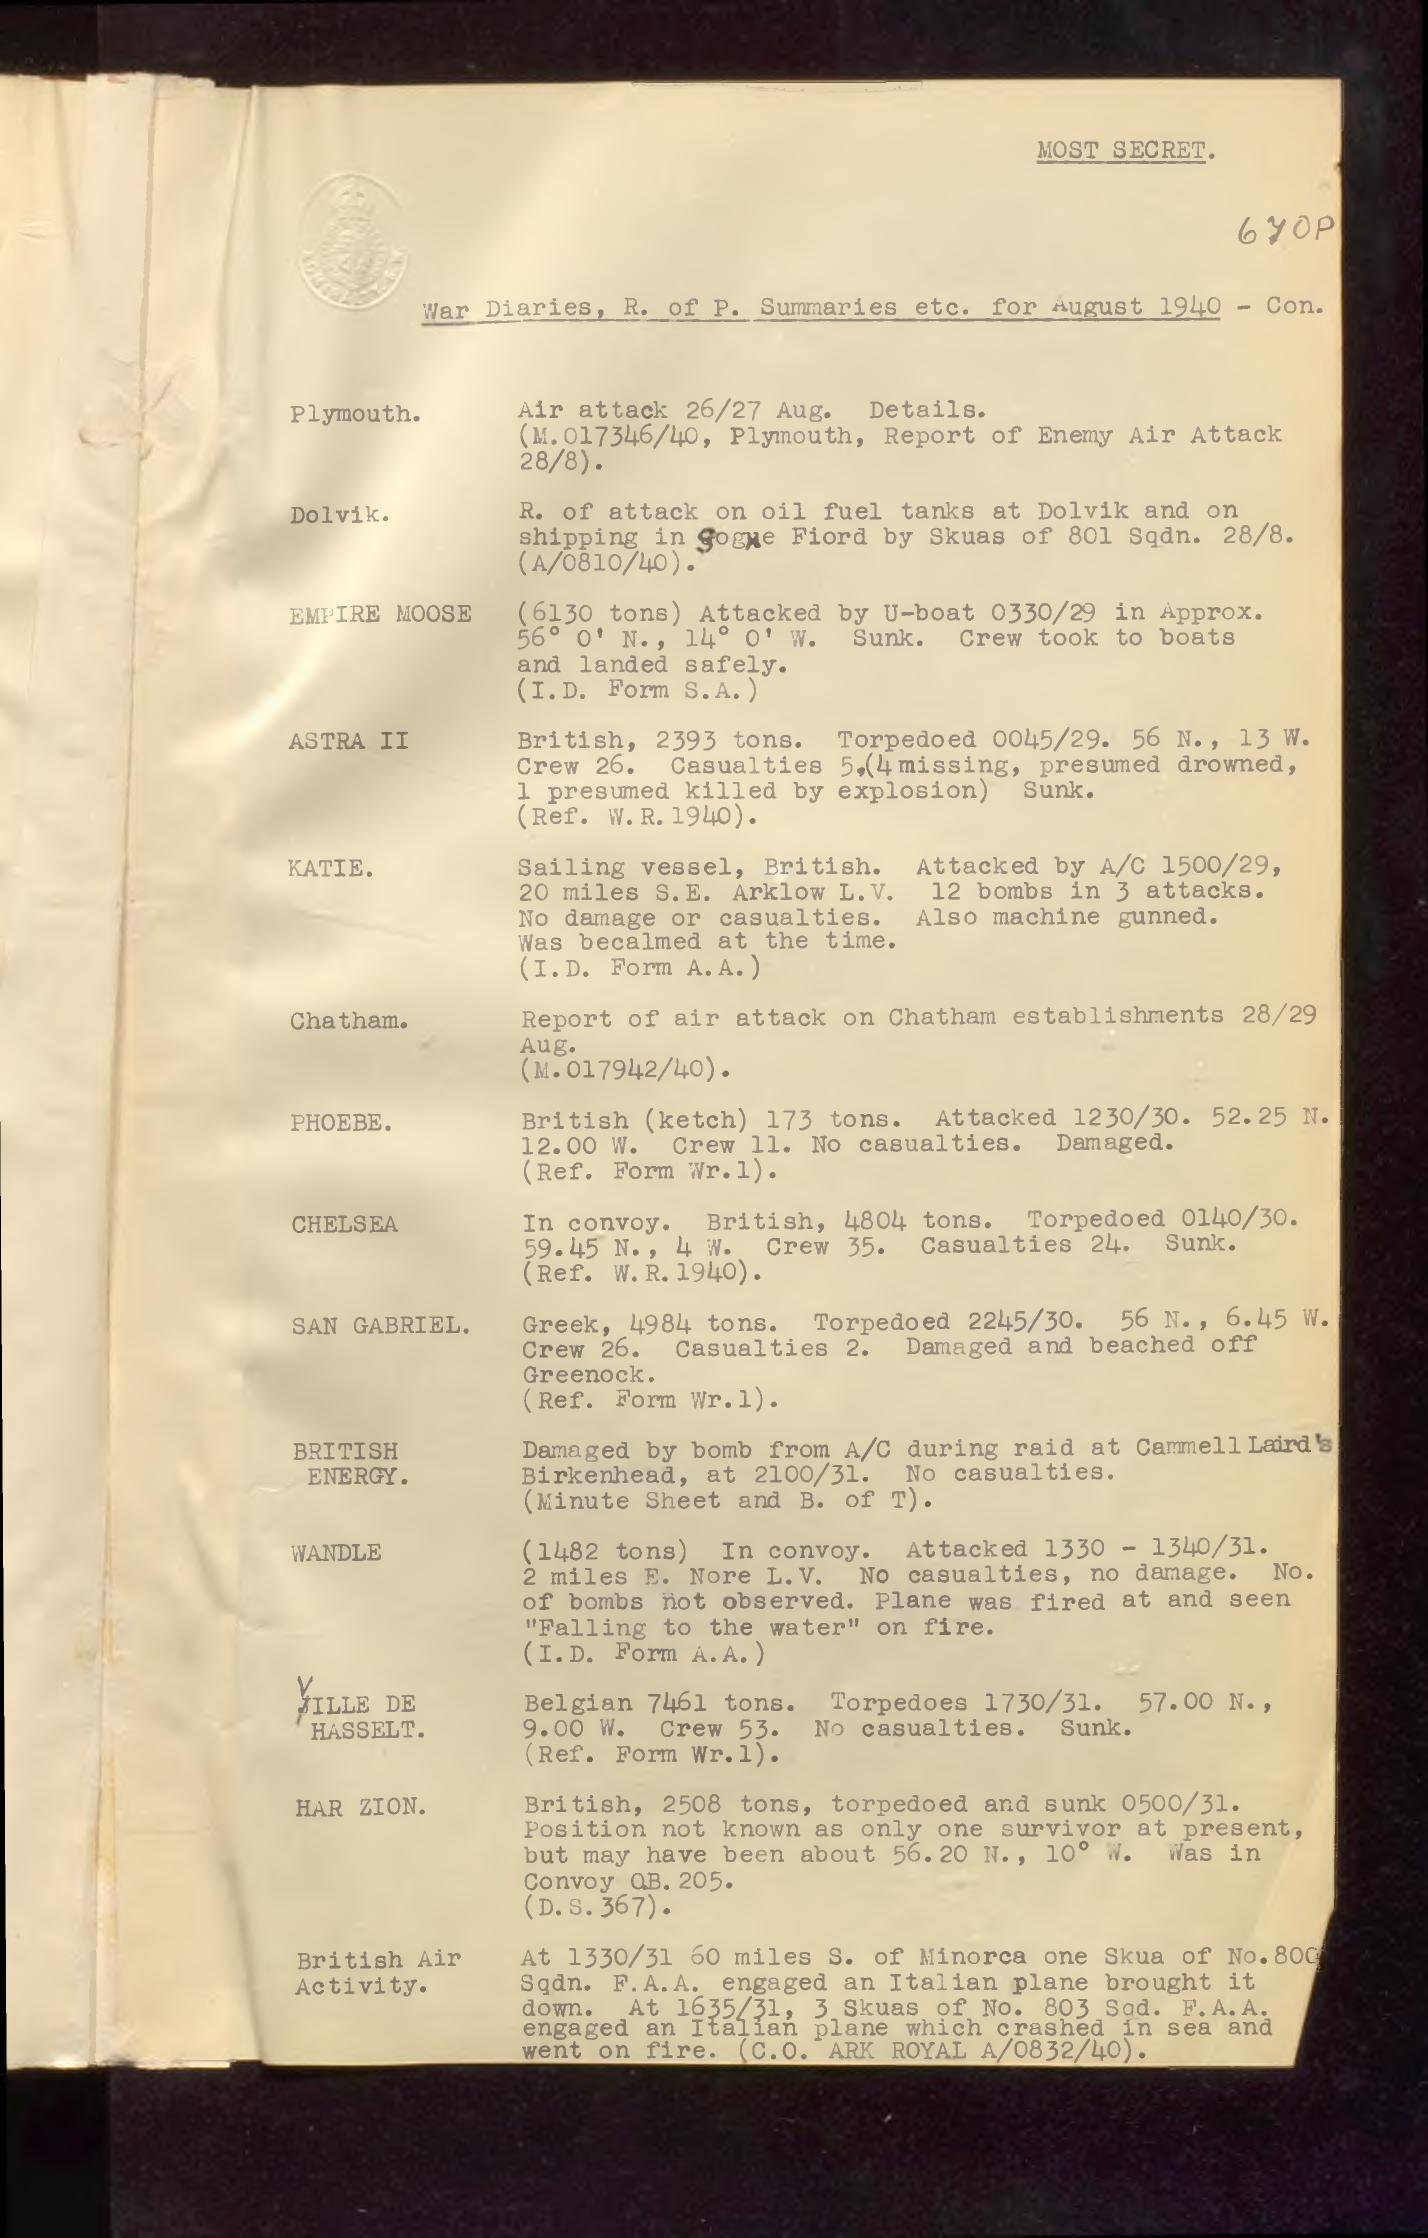 MOST SECRET.
670P
War Diaries, R. of P. Summaries etc. for August 1940 - Con.
Plymouth. Air attack 26/27 Aug. Details.
(M.017346/40, Plymouth, Report of Enemy Air Attack
28/8).
Dolvik. R. of attack on oil fuel tanks at Dolvik and on
shipping in Fiord by Skuas of 801 Sqdn. 28/8.
(A/0810/40).
EMPIRE MOOSE (6130 tons) Attacked by U-boat 0330/29 in Approx.
56° 0' N., 14° 0' W. Sunk. Crew took to boats
and landed safely.
(I.D. Form S.A.)
ASTRA II British, 2393 tons. Torpedoed 0045/29. 56 N., 13 W.
Crew 26. Casualties 5,(4 missing, presumed drowned,
1 presumed killed by explosion) Sunk.
(Ref. W.R.1940).
KATIE. Sailing vessel, British. Attacked by A/C 1500/29,
20 miles S.E. Arklow L.V. 12 bombs in 3 attacks.
No damage or casualties. Also machine gunned.
Was becalmed at the time.
(I.D. Form A.A.)
Chatham. Report of air attack on Chatham establishments 28/29
Aug.
(M.017942/40).
PHOEBE. British (ketch) 173 tons. Attacked 1230/30. 52.25 N.
12.00 W. Crew 11. No casualties. Damaged.
(Ref. Form Wr.1).
CHELSEA In convoy. British, 4804 tons. Torpedoed 0140/30.
59.45 N., 4 W. Crew 35. Casualties 24. Sunk.
(Ref. W.R.1940).
SAN GABRIEL. Greek, 4984 tons. Torpedoed 2245/30. 56 N., 6.45 W.
Crew 26. Casualties 2. Damaged and beached off
Greenock.
(Ref. Form Wr.1).
BRITISH Damaged by bomb from A/C during raid at Cammell Laird's
ENERGY. Birkenhead, at 2100/31. No casualties.
(Minute Sheet and B. of T).
WANDLE (1482 tons) In convoy. Attacked 1330 - 1340/31.
2 miles E. Nore L.V. No casualties, no damage. No.
of bombs not observed. Plane was fired at and seen
"Falling to the water" on fire.
(I.D. Form A.A.)
VILLE DE Belgian 7461 tons. Torpedoes 1730/31. 57.00 N.,
HASSELT. 9.00 W. Crew 53. No casualties. Sunk.
(Ref. Form Wr.1).
HAR ZION. British, 2508 tons, torpedoed and sunk 0500/31.
Position not known as only one survivor at present,
but may have been about 56.20 N., 10° W. Was in
Convoy OB.205.
(D.S.367).
British Air At 1330/31 60 miles S. of Minorca one Skua of No.800
Activity. Sqdn. F.A.A. engaged an Italian plane brought it
down. At 1635/31, 3 Skuas of No. 803 Sqd. F.A.A.
engaged an Italian plane which crashed in sea and
went on fire. (C.O. ARK ROYAL A/0832/40).